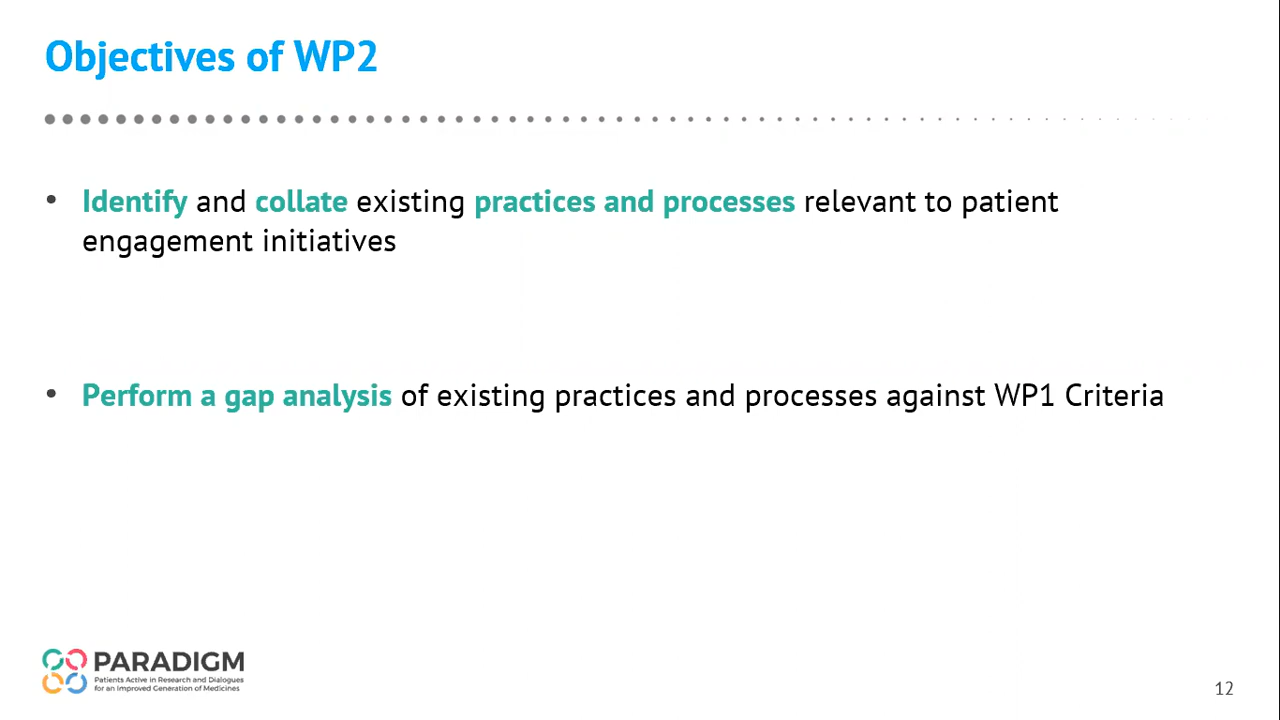 Objectives of WP2
• Identify and collate existing practices and processes relevant to patient
engagement initiatives
• Perform a gap analysis of existing practices and processes against WP1 Criteria
PARADIGM
Patients Active in Research and Dialogues
for an Improved Generation of Medicines
12